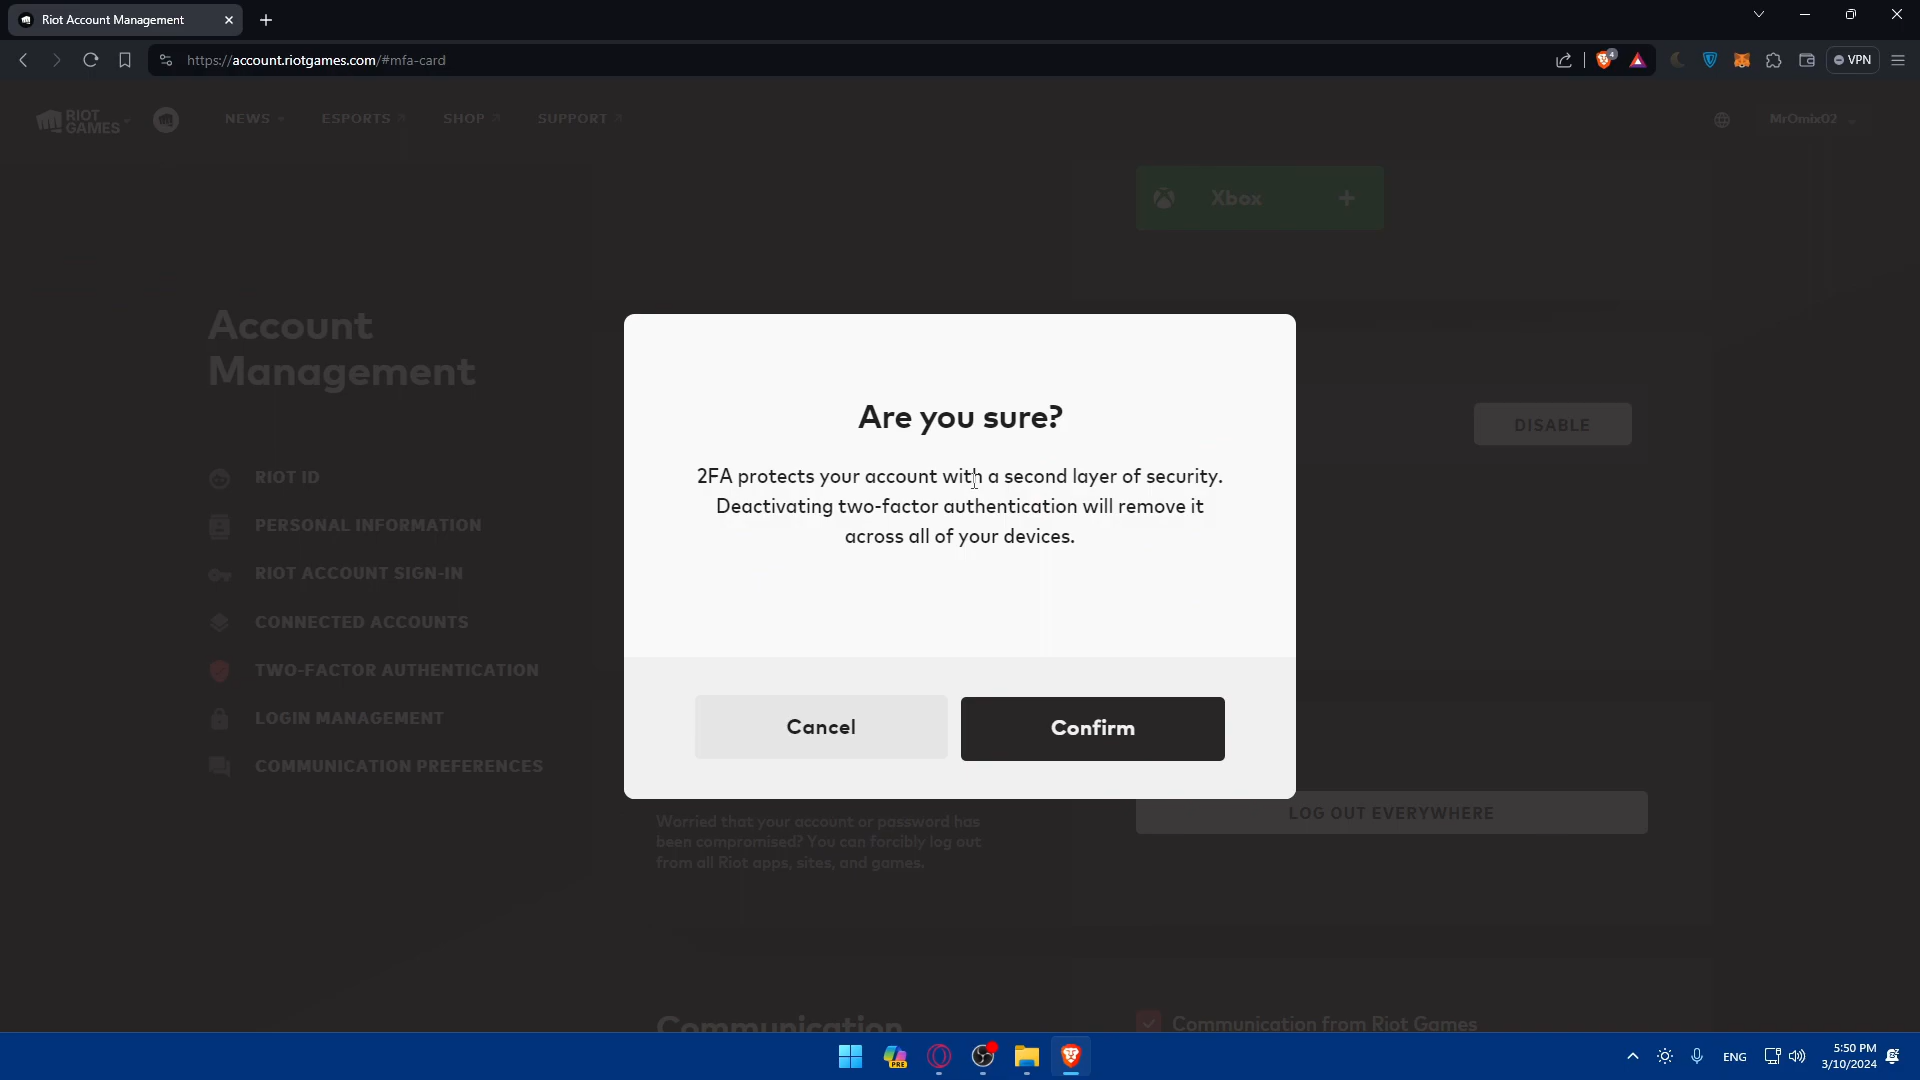 Riot Account Management
https://account.riotgames.com/#mfa-card
4
VPN
RIOT
GAMES
NEWS
ESPORTS
SHOP
SUPPORT
MrOmix02
Xbox
Account
Management
RIOT ID
PERSONAL INFORMATION
RIOT ACCOUNT SIGN-IN
CONNECTED ACCOUNTS
TWO-FACTOR AUTHENTICATION
LOGIN MANAGEMENT
COMMUNICATION PREFERENCES
DISABLE
Are you sure?
2FA protects your account with a second layer of security.
Deactivating two-factor authentication will remove it
across all of your devices.
Cancel
Confirm
Worried that your account or password has
been compromised? You can forcibly log out
from all Riot apps, sites, and games.
LOG OUT EVERYWHERE
Communication
Communication from Riot Games
PRE
ENG
5:50 PM
3/10/2024